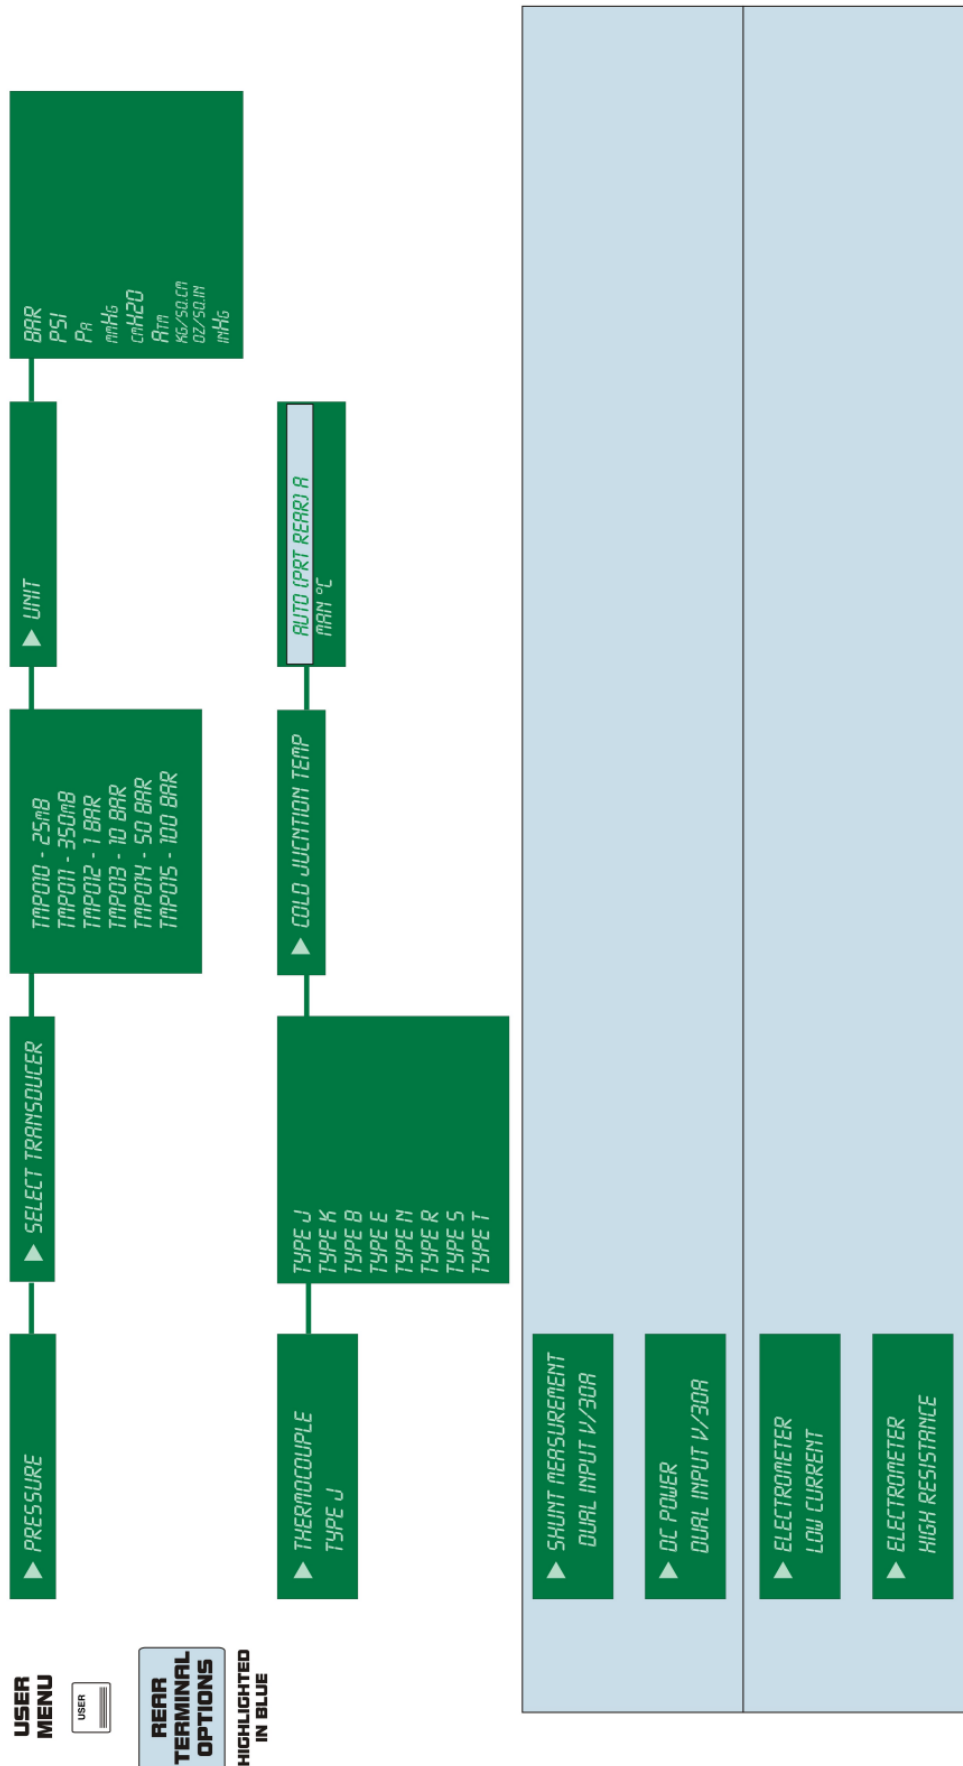 USER
MENU
USER
REAR
TERMINAL
OPTIONS
HIGHLIGHTED
IN BLUE
▶ PRESSURE
▶ SELECT TRANSDUCER
TMP010 - 25mB
TMP011 - 350mB
TMP012 - 1 BAR
TMP013 - 10 BAR
TMP014 - 50 BAR
TMP015 - 100 BAR
▶ UNIT
BAR
PSI
PA
mmHG
cmH2O
ATM
KG/SQ.CM
OZ/SQ.IN
INHG
▶ THERMOCOUPLE
TYPE J
TYPE J
TYPE K
TYPE B
TYPE E
TYPE N
TYPE R
TYPE S
TYPE T
▶ COLD JUCNTION TEMP
AUTO (PRT REAR) A
MAN °C
▶ SHUNT MEASUREMENT
DUAL INPUT V/30A
▶ DC POWER
DUAL INPUT V/30A
▶ ELECTROMETER
LOW CURRENT
▶ ELECTROMETER
HIGH RESISTANCE